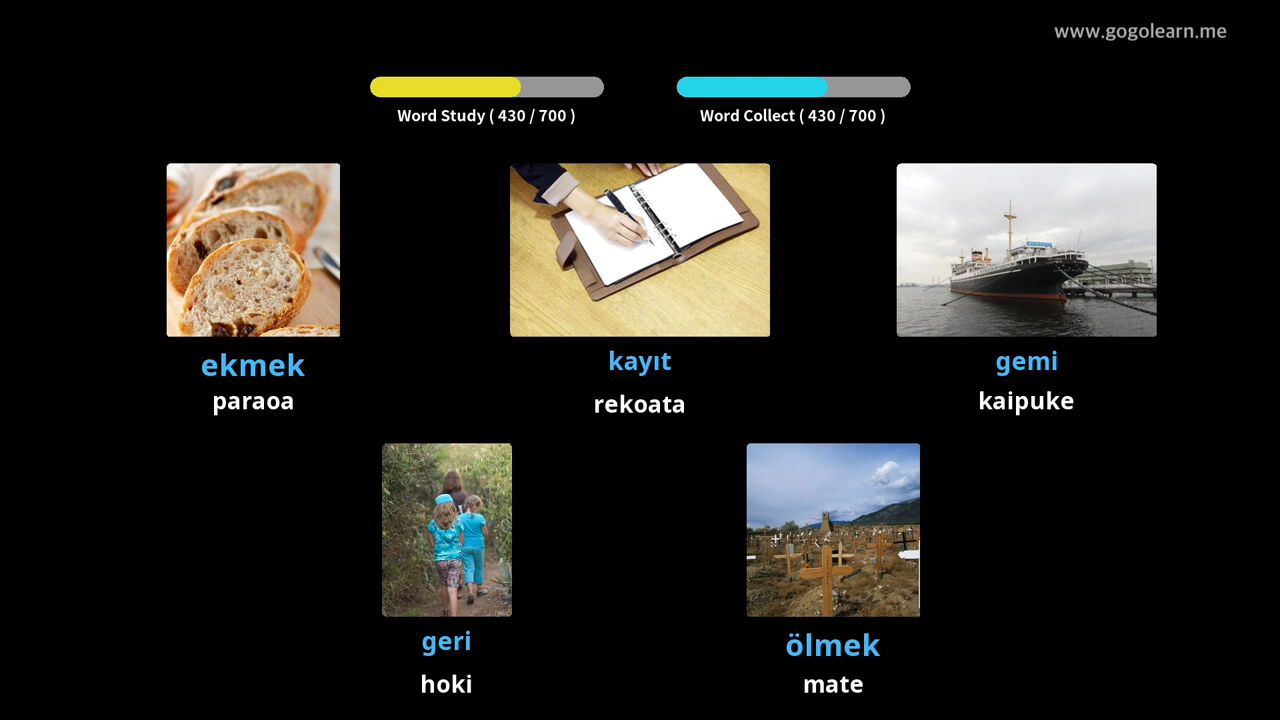 www.gogolearn.me
Word Study ( 430 / 700 )
Word Collect ( 430 / 700 )
ekmek
paraoa
kayıt
rekoata
gemi
kaipuke
geri
hoki
ölmek
mate